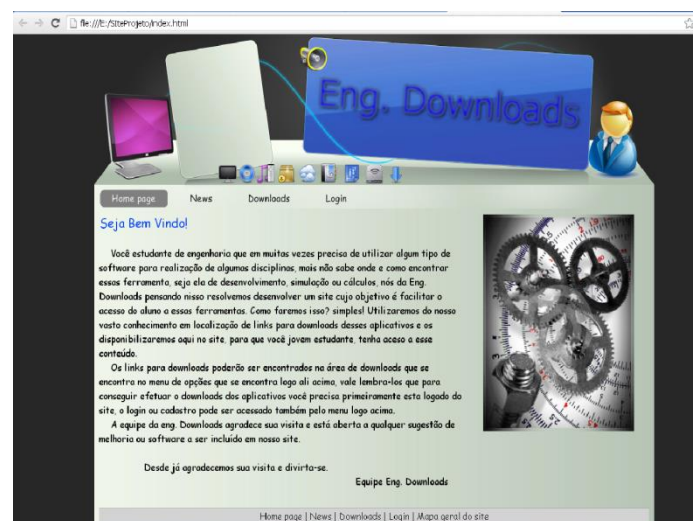 file:///E:/SiteProjeto/index.html
Eng. Downloads
Home page News Downloads Login
Seja Bem Vindo!
Você estudante de engenharia que em muitas vezes precisa de utilizar algum tipo de
software para realização de algumas disciplinas, mais não sabe onde e como encontrar
essas ferramenta, seja ela de desenvolvimento, simulação ou cálculos, nós da Eng.
Downloads pensando nisso resolvemos desenvolver um site cujo objetivo é facilitar o
acesso do aluno a essas ferramentas. Como faremos isso? simples! Utilizaremos do nosso
vasto conhecimento em localização de links para downloads desses aplicativos e os
disponibilizaremos aqui no site, para que você jovem estudante, tenha aceso a esse
conteúdo.
Os links para downloads poderão ser encontrados na área de downloads que se
encontra no menu de opções que se encontra logo ali acima, vale lembra-los que para
conseguir efetuar o downloads dos aplicativos você precisa primeiramente esta logado do
site, o login ou cadastro pode ser acessado também pelo menu logo acima.
A equipe da eng. Downloads agradece sua visita e está aberta a qualquer sugestão de
melhoria ou software a ser incluído em nosso site.
Desde já agradecemos sua visita e divirta-se.
Equipe Eng. Downloads
Home page | News | Downloads | Login | Mapa geral do site